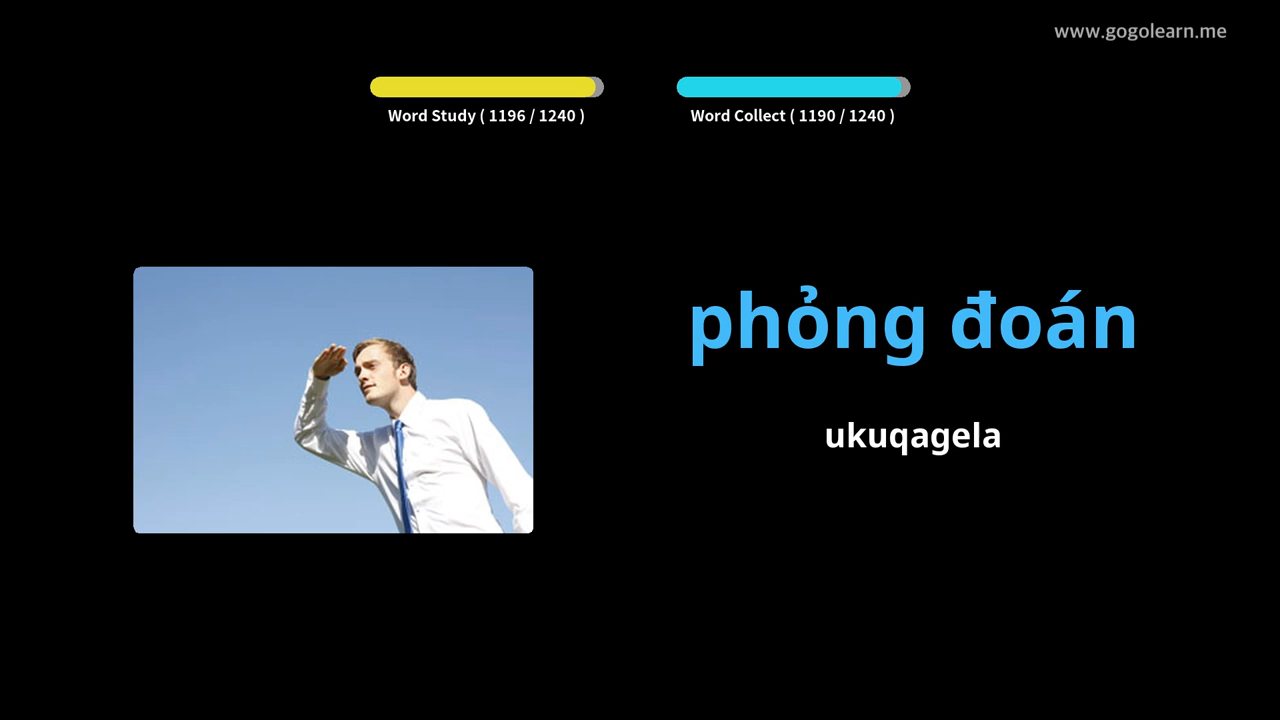 www.gogolearn.me
Word Study ( 1196 / 1240 )
Word Collect ( 1190 / 1240 )
phỏng đoán
ukuqagela